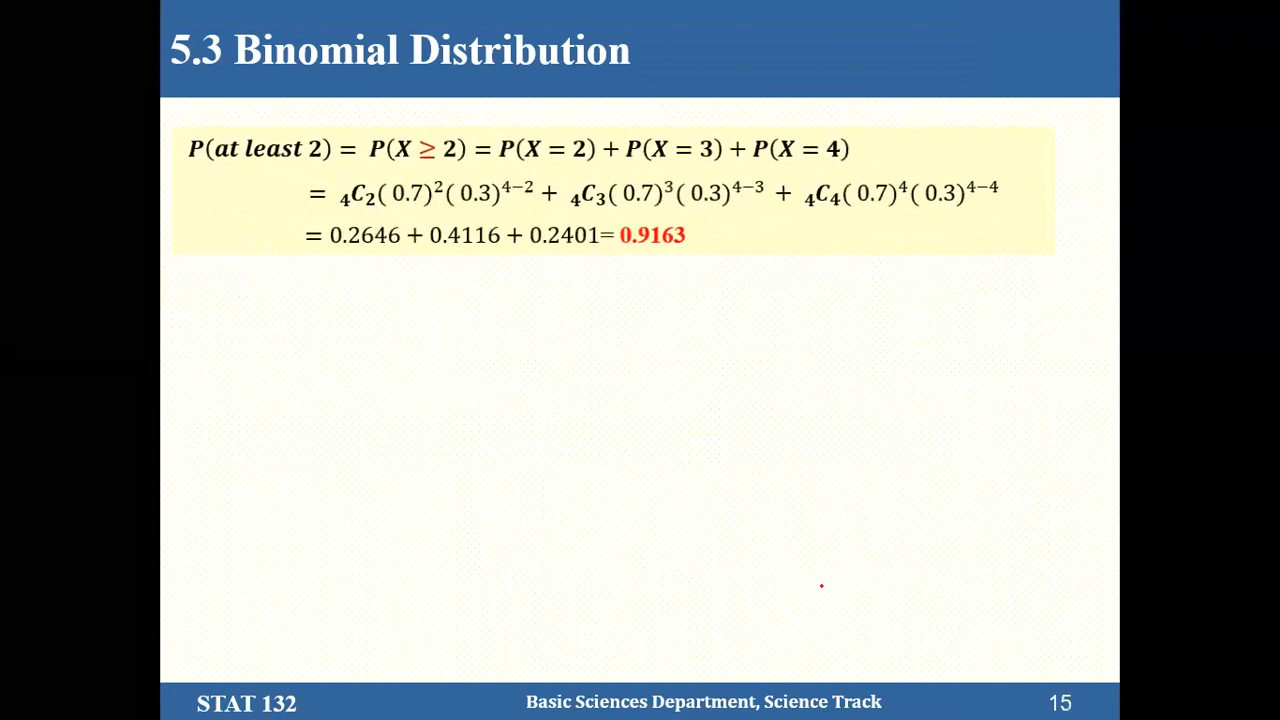 5.3 Binomial Distribution
P(at least 2) = P(X ≥ 2) = P(X = 2) + P(X = 3) + P(X = 4)
= ₄C₂( 0.7)²( 0.3)⁴⁻² + ₄C₃( 0.7)³( 0.3)⁴⁻³ + ₄C₄( 0.7)⁴( 0.3)⁴⁻⁴
= 0.2646 + 0.4116 + 0.2401= 0.9163
STAT 132 Basic Sciences Department, Science Track 15